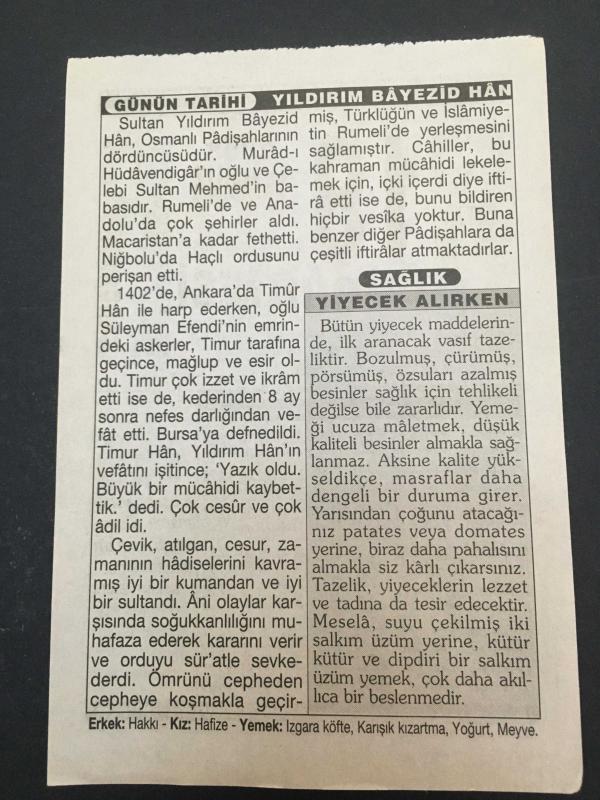 GÜNÜN TARİHİ YILDIRIM BÂYEZİD HÂN
Sultan Yıldırım Bâyezid
Hân, Osmanlı Pâdişahlarının
dördüncüsüdür. Murâd-ı
Hüdâvendigâr'ın oğlu ve Çe-
lebi Sultan Mehmed'in ba-
basıdır. Rumeli'de ve Ana-
dolu'da çok şehirler aldı.
Macaristan'a kadar fethetti.
Niğbolu'da Haçlı ordusunu
perişan etti.
1402'de, Ankara'da Timûr
Hân ile harp ederken, oğlu
Süleyman Efendi'nin emrin-
deki askerler, Timur tarafına
geçince, mağlup ve esir ol-
du. Timur çok izzet ve ikrâm
etti ise de, kederinden 8 ay
sonra nefes darlığından ve-
fât etti. Bursa'ya defnedildi.
Timur Hân, Yıldırım Hân'ın
vefâtını işitince; 'Yazık oldu.
Büyük bir mücâhidi kaybet-
tik.' dedi. Çok cesûr ve çok
âdil idi.
Çevik, atılgan, cesur, za-
manının hâdiselerini kavra-
mış iyi bir kumandan ve iyi
bir sultandı. Âni olaylar kar-
şısında soğukkanlılığını mu-
hafaza ederek kararını verir
ve orduyu sür'atle sevke-
derdi. Ömrünü cepheden
cepheye koşmakla geçir-
miş, Türklüğün ve İslâmiye-
tin Rumeli'de yerleşmesini
sağlamıştır. Câhiller, bu
kahraman mücâhidi lekele-
mek için, içki içerdi diye ifti-
râ etti ise de, bunu bildiren
hiçbir vesîka yoktur. Buna
benzer diğer Pâdişahlara da
çeşitli iftirâlar atmaktadırlar.
SAĞLIK
YİYECEK ALIRKEN
Bütün yiyecek maddelerin-
de, ilk aranacak vasıf taze-
liktir. Bozulmuş, çürümüş,
pörsümüş, özsuları azalmış
besinler sağlık için tehlikeli
değilse bile zararlıdır. Yeme-
ği ucuza mâletmek, düşük
kaliteli besinler almakla sağ-
lanmaz. Aksine kalite yük-
seldikçe, masraflar daha
dengeli bir duruma girer.
Yarısından çoğunu atacağı-
nız patates veya domates
yerine, biraz daha pahalısını
almakla siz kârlı çıkarsınız.
Tazelik, yiyeceklerin lezzet
ve tadına da tesir edecektir.
Meselâ, suyu çekilmiş iki
salkım üzüm yerine, kütür
kütür ve dipdiri bir salkım
üzüm yemek, çok daha akıl-
lıca bir beslenmedir.
Erkek: Hakkı - Kız: Hafize - Yemek: Izgara köfte, Karışık kızartma, Yoğurt, Meyve.